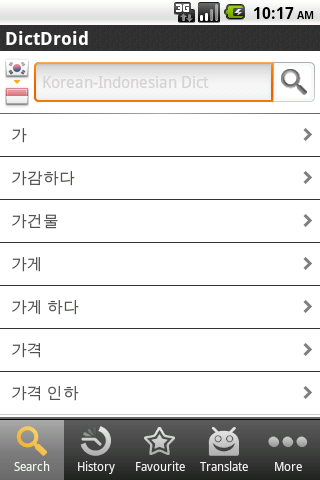 3G
10:17 AM
DictDroid
Korean-Indonesian Dict
가
가감하다
가건물
가게
가게 하다
가격
가격 인하
Search History Favourite Translate More